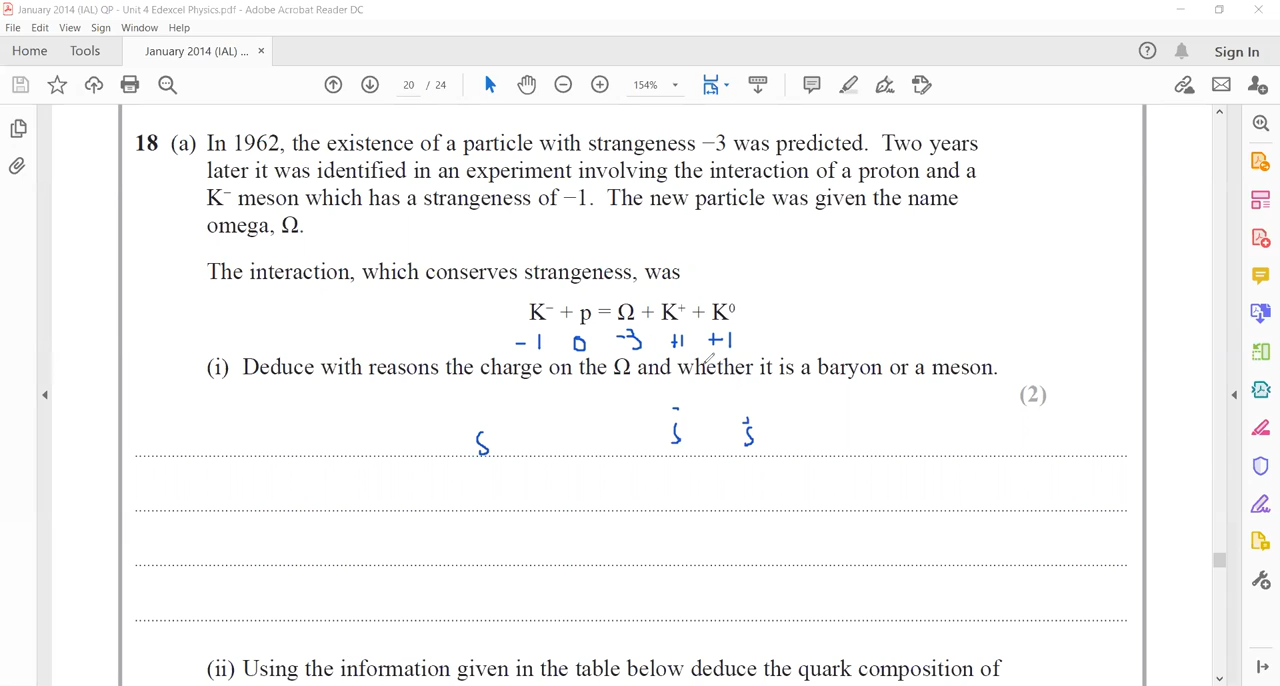 January 2014 (IAL) QP - Unit 4 Edexcel Physics.pdf - Adobe Acrobat Reader DC
File Edit View Sign Window Help
Home Tools January 2014 (IAL) ... × Sign In
20 / 24 154%
18 (a) In 1962, the existence of a particle with strangeness −3 was predicted. Two years
later it was identified in an experiment involving the interaction of a proton and a
K⁻ meson which has a strangeness of −1. The new particle was given the name
omega, Ω.
The interaction, which conserves strangeness, was
K⁻ + p = Ω + K⁺ + K⁰
-1 0 -3 +1 +1
(i) Deduce with reasons the charge on the Ω and whether it is a baryon or a meson.
(2)
S s̄ s̄
(ii) Using the information given in the table below deduce the quark composition of